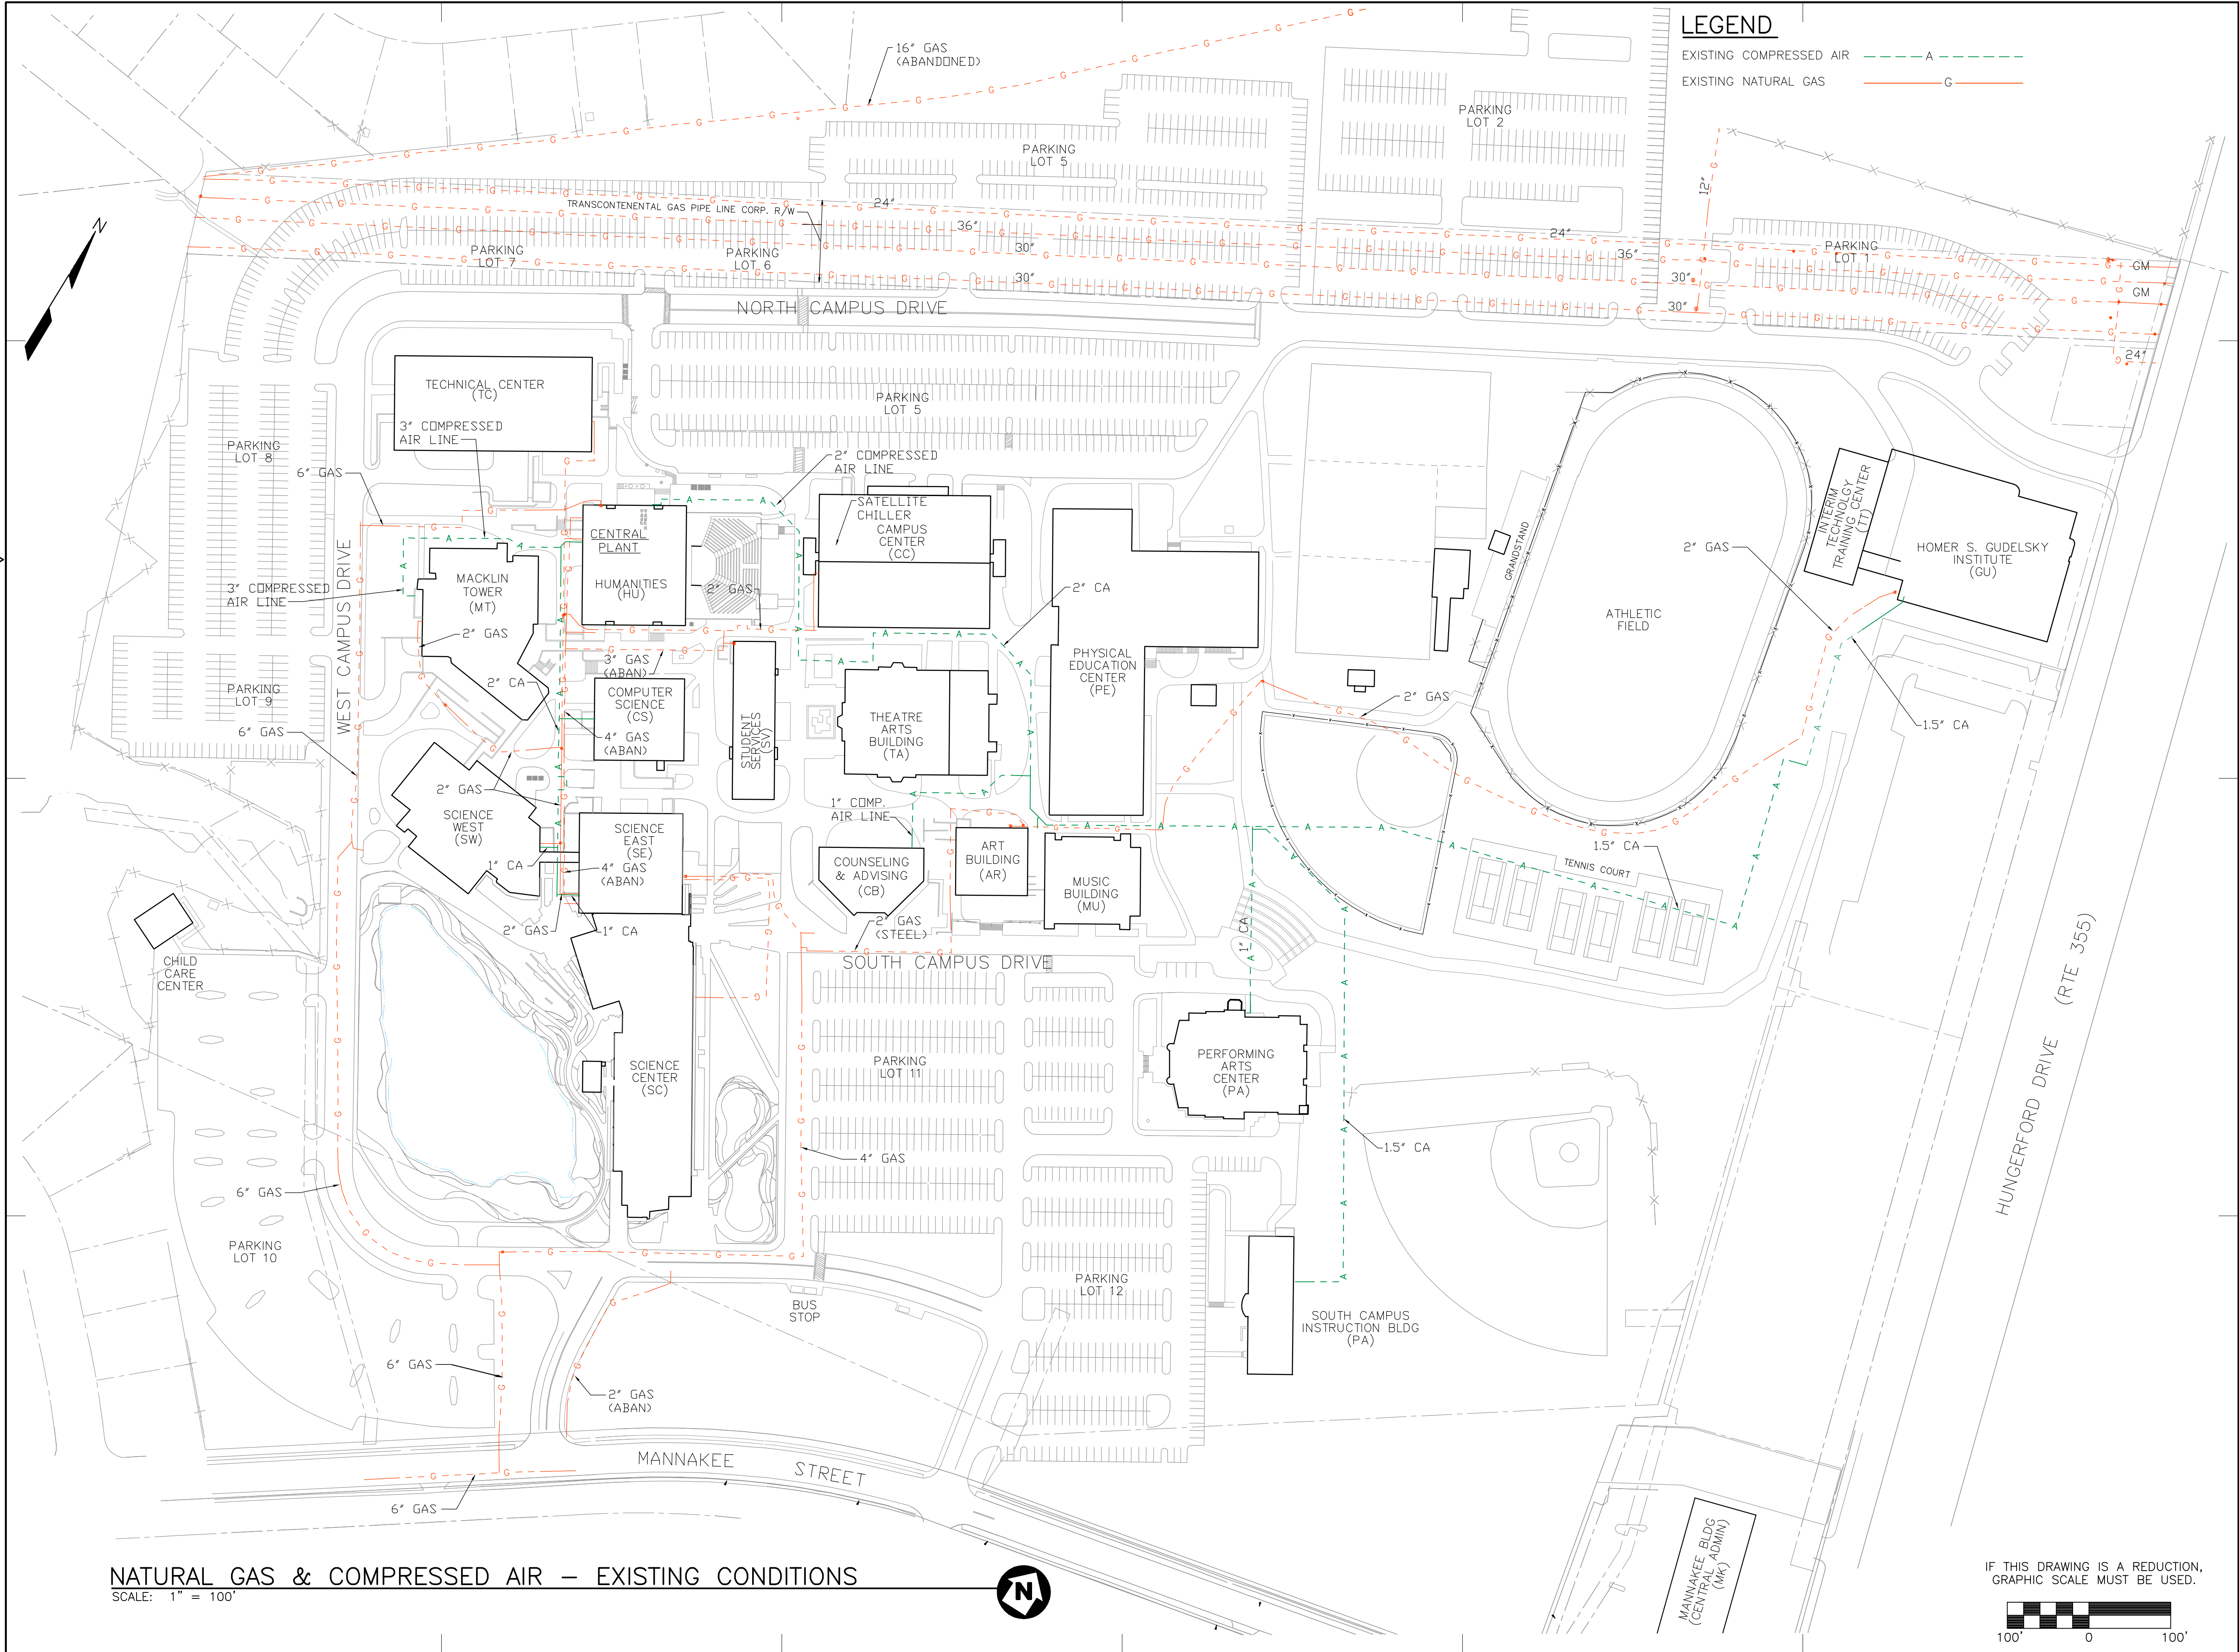 LEGEND
EXISTING COMPRESSED AIR
A
EXISTING NATURAL GAS
G
16" GAS
(ABANDONED)
PARKING
LOT 2
PARKING
LOT 5
12"
TRANSCONTENENTAL GAS PIPE LINE CORP. R/W
24"
36"
30"
30"
24"
36"
30"
30"
PARKING
LOT 1
GM
GM
24"
PARKING
LOT 7
PARKING
LOT 6
N
NORTH CAMPUS DRIVE
TECHNICAL CENTER
(TC)
PARKING
LOT 5
3" COMPRESSED
AIR LINE
PARKING
LOT 8
6" GAS
2" COMPRESSED
AIR LINE
SATELLITE
CHILLER
CAMPUS
CENTER
(CC)
CENTRAL
PLANT
HUMANITIES
(HU)
2" GAS
WEST CAMPUS DRIVE
MACKLIN
TOWER
(MT)
3" COMPRESSED
AIR LINE
2" GAS
2" CA
GRANDSTAND
ATHLETIC
FIELD
INTERIM
TECHNOLGY
TRAINING CENTER
(TT)
HOMER S. GUDELSKY
INSTITUTE
(GU)
2" GAS
1.5" CA
3" GAS
(ABAN)
2" CA
COMPUTER
SCIENCE
(CS)
4" GAS
(ABAN)
STUDENT
SERVICES
(SV)
THEATRE
ARTS
BUILDING
(TA)
PHYSICAL
EDUCATION
CENTER
(PE)
2" GAS
PARKING
LOT 9
6" GAS
2" GAS
SCIENCE
WEST
(SW)
SCIENCE
EAST
(SE)
4" GAS
(ABAN)
1" CA
1" COMP.
AIR LINE
COUNSELING
& ADVISING
(CB)
ART
BUILDING
(AR)
MUSIC
BUILDING
(MU)
1.5" CA
TENNIS COURT
2" GAS
1" CA
2" GAS
(STEEL)
1" CA
SOUTH CAMPUS DRIVE
CHILD
CARE
CENTER
HUNGERFORD DRIVE (RTE 355)
SCIENCE
CENTER
(SC)
PARKING
LOT 11
PERFORMING
ARTS
CENTER
(PA)
4" GAS
1.5" CA
6" GAS
PARKING
LOT 10
BUS
STOP
PARKING
LOT 12
SOUTH CAMPUS
INSTRUCTION BLDG
(PA)
6" GAS
2" GAS
(ABAN)
MANNAKEE STREET
6" GAS
MANNAKEE BLDG
(CENTRAL ADMIN)
(MK)
NATURAL GAS & COMPRESSED AIR – EXISTING CONDITIONS
SCALE: 1" = 100'
N
IF THIS DRAWING IS A REDUCTION,
GRAPHIC SCALE MUST BE USED.
100' 0 100'